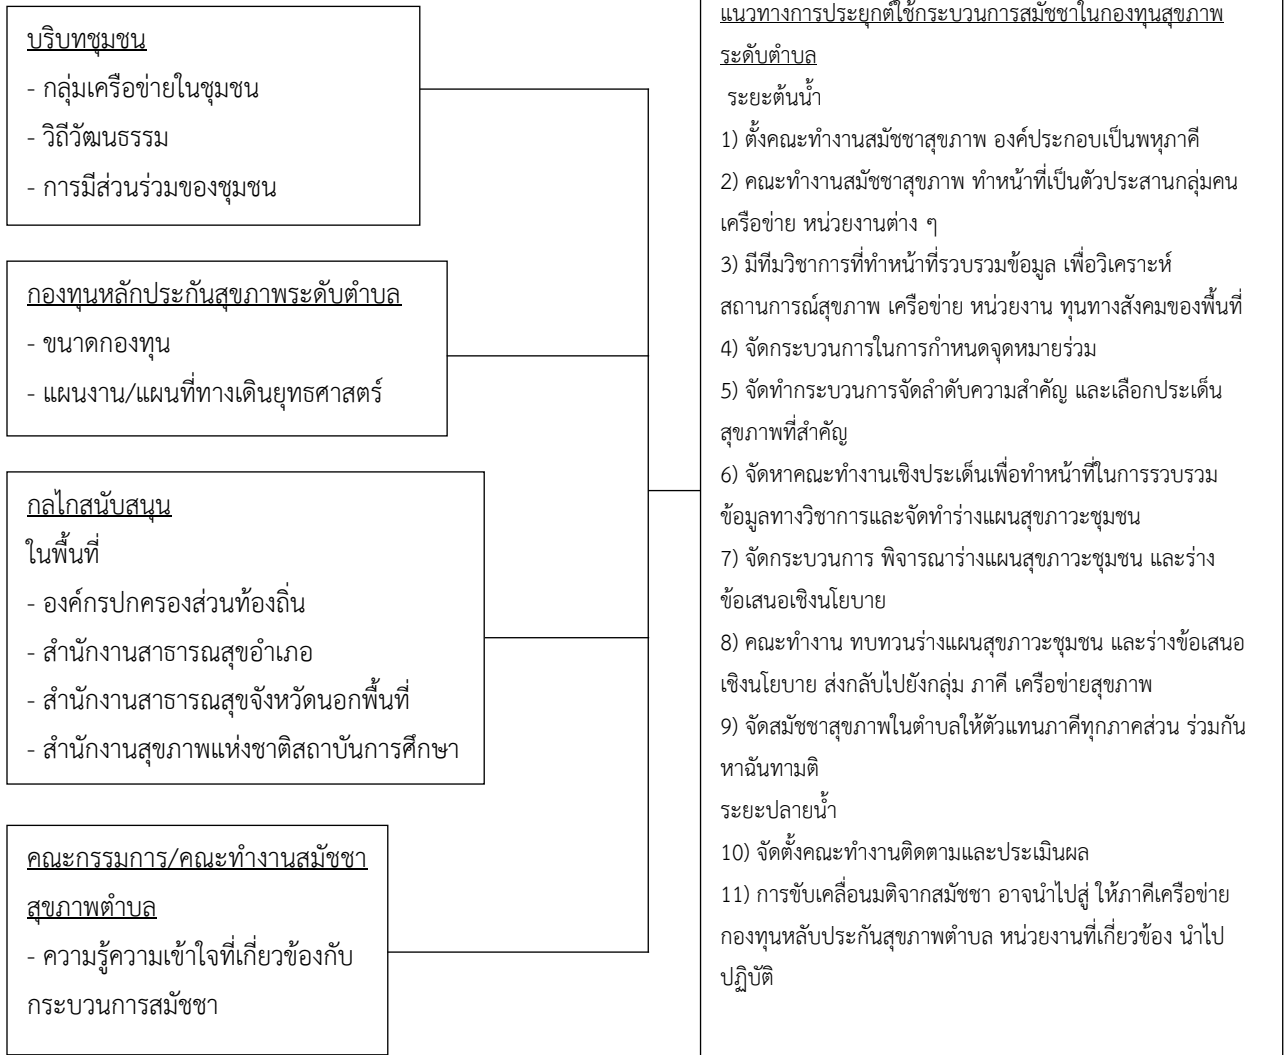 บริบทชุมชน
- กลุ่มเครือข่ายในชุมชน
- วิถีวัฒนธรรม
- การมีส่วนร่วมของชุมชน
กองทุนหลักประกันสุขภาพระดับตำบล
- ขนาดกองทุน
- แผนงาน/แผนที่ทางเดินยุทธศาสตร์
กลไกสนับสนุน
ในพื้นที่
- องค์กรปกครองส่วนท้องถิ่น
- สำนักงานสาธารณสุขอำเภอ
- สำนักงานสาธารณสุขจังหวัดนอกพื้นที่
- สำนักงานสุขภาพแห่งชาติสถาบันการศึกษา
คณะกรรมการ/คณะทำงานสมัชชา
สุขภาพตำบล
- ความรู้ความเข้าใจที่เกี่ยวข้องกับ
กระบวนการสมัชชา
แนวทางการประยุกต์ใช้กระบวนการสมัชชาในกองทุนสุขภาพ
ระดับตำบล
ระยะต้นน้ำ
1) ตั้งคณะทำงานสมัชชาสุขภาพ องค์ประกอบเป็นพหุภาคี
2) คณะทำงานสมัชชาสุขภาพ ทำหน้าที่เป็นตัวประสานกลุ่มคน
เครือข่าย หน่วยงานต่าง ๆ
3) มีทีมวิชาการที่ทำหน้าที่รวบรวมข้อมูล เพื่อวิเคราะห์
สถานการณ์สุขภาพ เครือข่าย หน่วยงาน ทุนทางสังคมของพื้นที่
4) จัดกระบวนการในการกำหนดจุดหมายร่วม
5) จัดทำกระบวนการจัดลำดับความสำคัญ และเลือกประเด็น
สุขภาพที่สำคัญ
6) จัดหาคณะทำงานเชิงประเด็นเพื่อทำหน้าที่ในการรวบรวม
ข้อมูลทางวิชาการและจัดทำร่างแผนสุขภาวะชุมชน
7) จัดกระบวนการ พิจารณาร่างแผนสุขภาวะชุมชน และร่าง
ข้อเสนอเชิงนโยบาย
8) คณะทำงาน ทบทวนร่างแผนสุขภาวะชุมชน และร่างข้อเสนอ
เชิงนโยบาย ส่งกลับไปยังกลุ่ม ภาคี เครือข่ายสุขภาพ
9) จัดสมัชชาสุขภาพในตำบลให้ตัวแทนภาคีทุกภาคส่วน ร่วมกัน
หาฉันทามติ
ระยะปลายน้ำ
10) จัดตั้งคณะทำงานติดตามและประเมินผล
11) การขับเคลื่อนมติจากสมัชชา อาจนำไปสู่ ให้ภาคีเครือข่าย
กองทุนหลับประกันสุขภาพตำบล หน่วยงานที่เกี่ยวข้อง นำไป
ปฏิบัติ